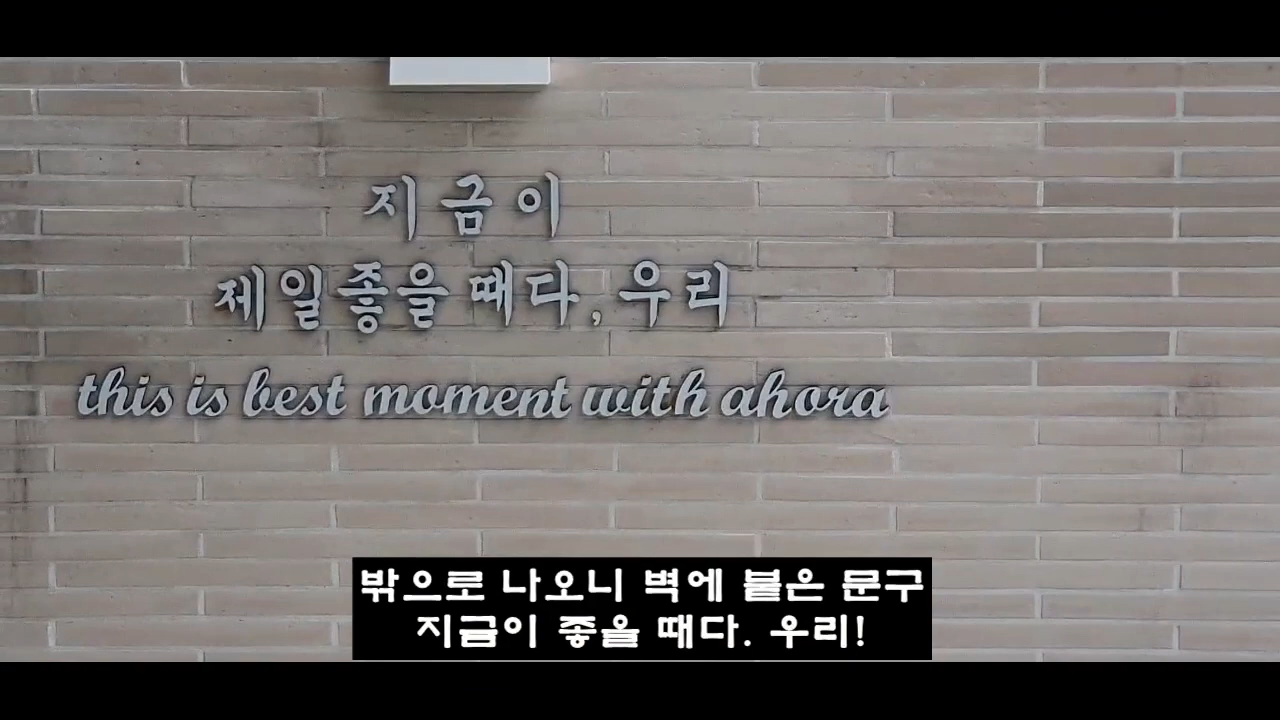 지금이
제일 좋을 때다, 우리
this is best moment with ahora
밖으로 나오니 벽에 붙은 문구
지금이 좋을 때다. 우리!